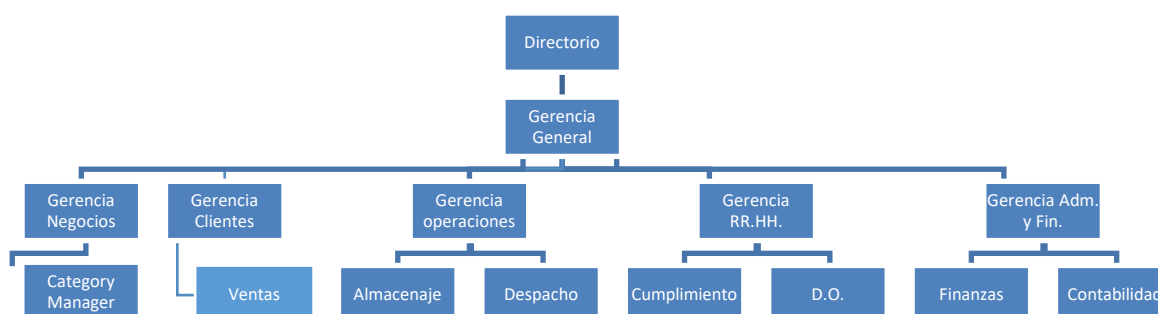 Directorio
Gerencia
General
Gerencia
Negocios
Gerencia
Clientes
Gerencia
operaciones
Gerencia
RR.HH.
Gerencia Adm.
y Fin.
Category
Manager
Ventas
Almacenaje
Despacho
Cumplimiento
D.O.
Finanzas
Contabilidad